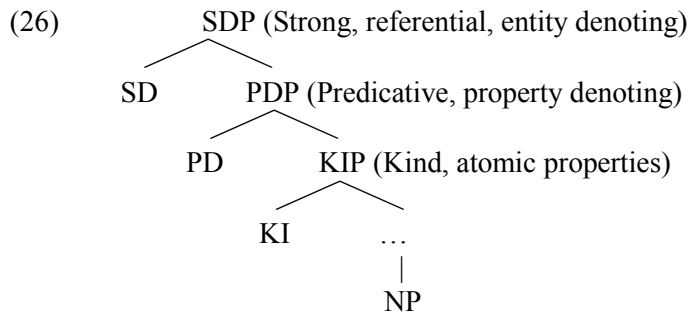 (26) SDP (Strong, referential, entity denoting)
SD PDP (Predicative, property denoting)
PD KIP (Kind, atomic properties)
KI …
NP